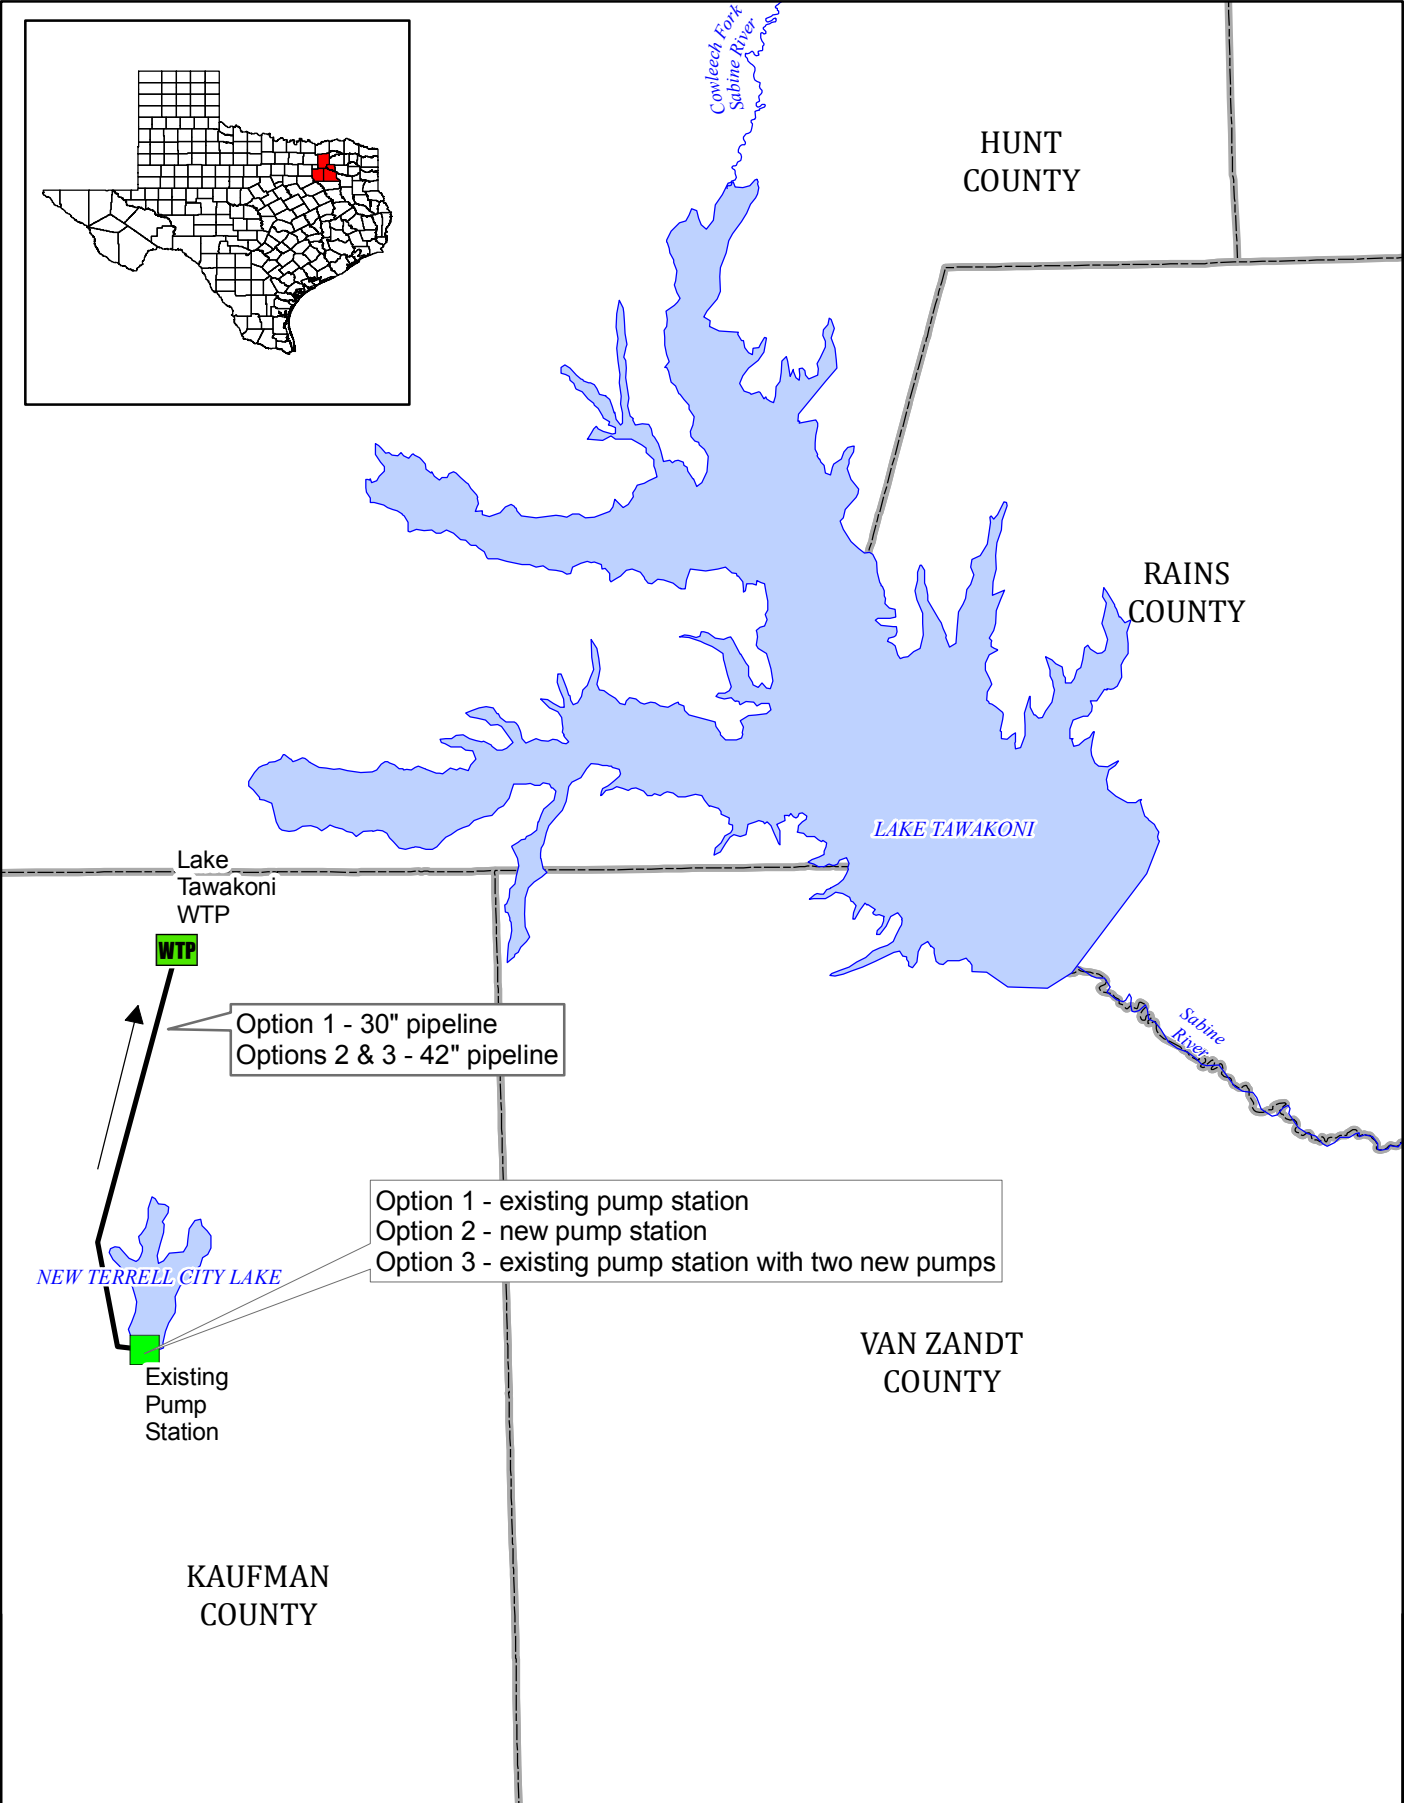 Cowleech Fork
Sabine River
HUNT
COUNTY
RAINS
COUNTY
LAKE TAWAKONI
Lake
Tawakoni
WTP
WTP
Option 1 - 30" pipeline
Options 2 & 3 - 42" pipeline
Sabine
River
Option 1 - existing pump station
Option 2 - new pump station
Option 3 - existing pump station with two new pumps
NEW TERRELL CITY LAKE
VAN ZANDT
COUNTY
Existing
Pump
Station
KAUFMAN
COUNTY